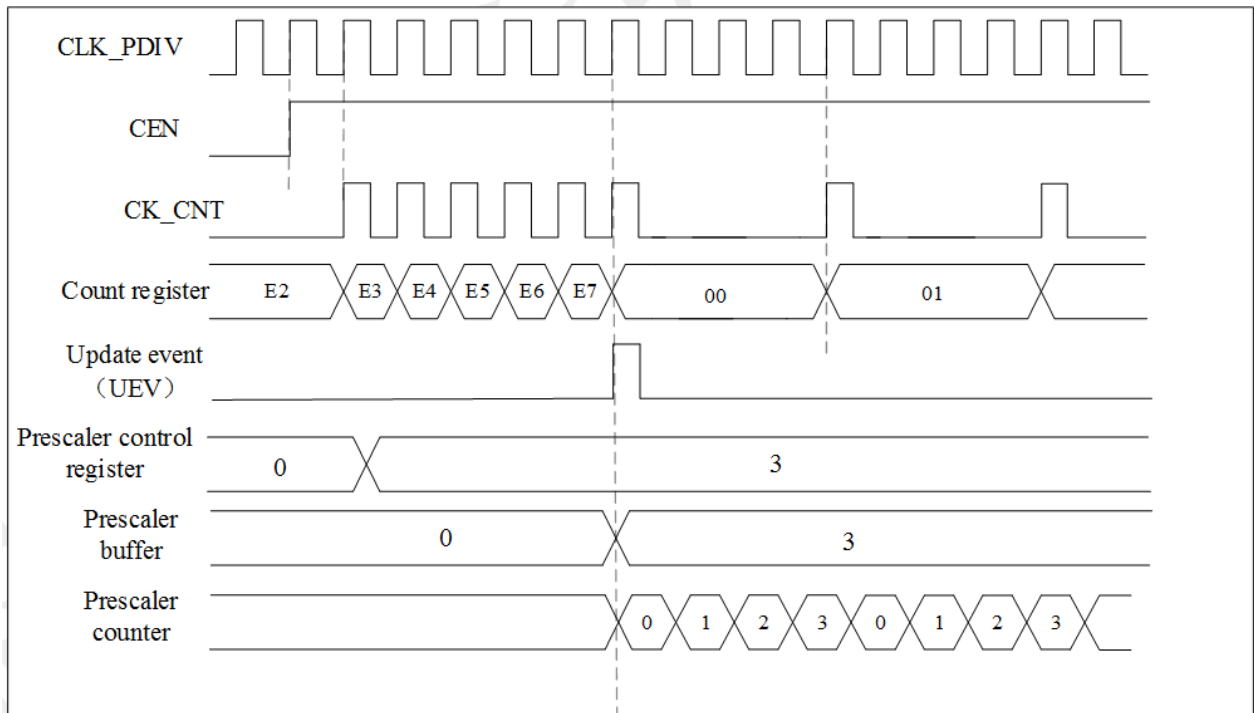 CLK_PDIV
CEN
CK_CNT
Count register
E2 E3 E4 E5 E6 E7 00 01
Update event
（UEV）
Prescaler control
register
0 3
Prescaler
buffer
0 3
Prescaler
counter
0 1 2 3 0 1 2 3